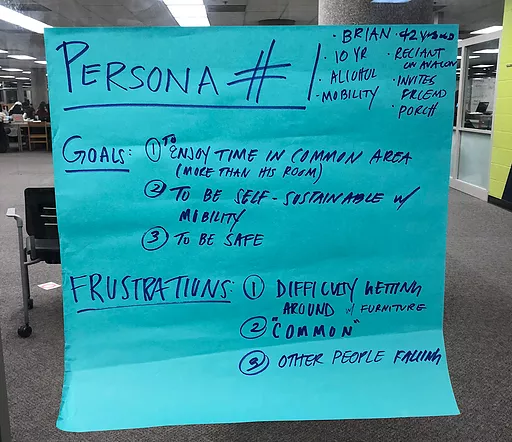 PERSONA #1
· BRIAN
· 10 YR
· ALCOHOL
· MOBILITY
· 42 YRS OLD
· RELIANT
ON AVALON
· INVITES
FRIEND
· PORCH
GOALS: ① TO ENJOY TIME IN COMMON AREA
(MORE THAN HIS ROOM)
② TO BE SELF-SUSTAINABLE W/
MOBILITY
③ TO BE SAFE
FRUSTRATIONS: ① DIFFICULTY GETTING
AROUND W/ FURNITURE
② "COMMON"
③ OTHER PEOPLE FALLING